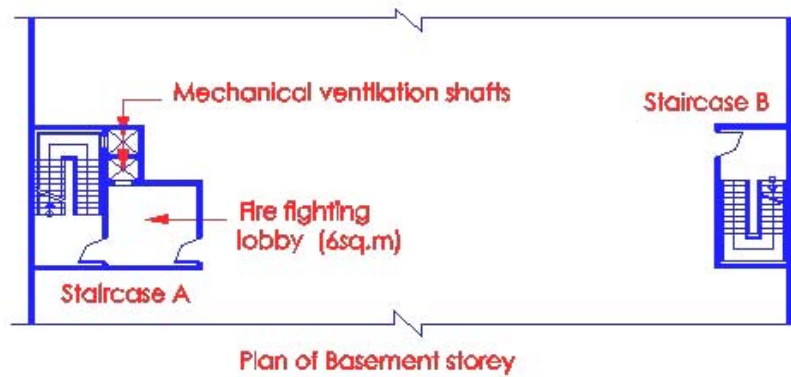 Mechanical ventilation shafts
Staircase B
Fire fighting
lobby (6sq.m)
Staircase A
Plan of Basement storey